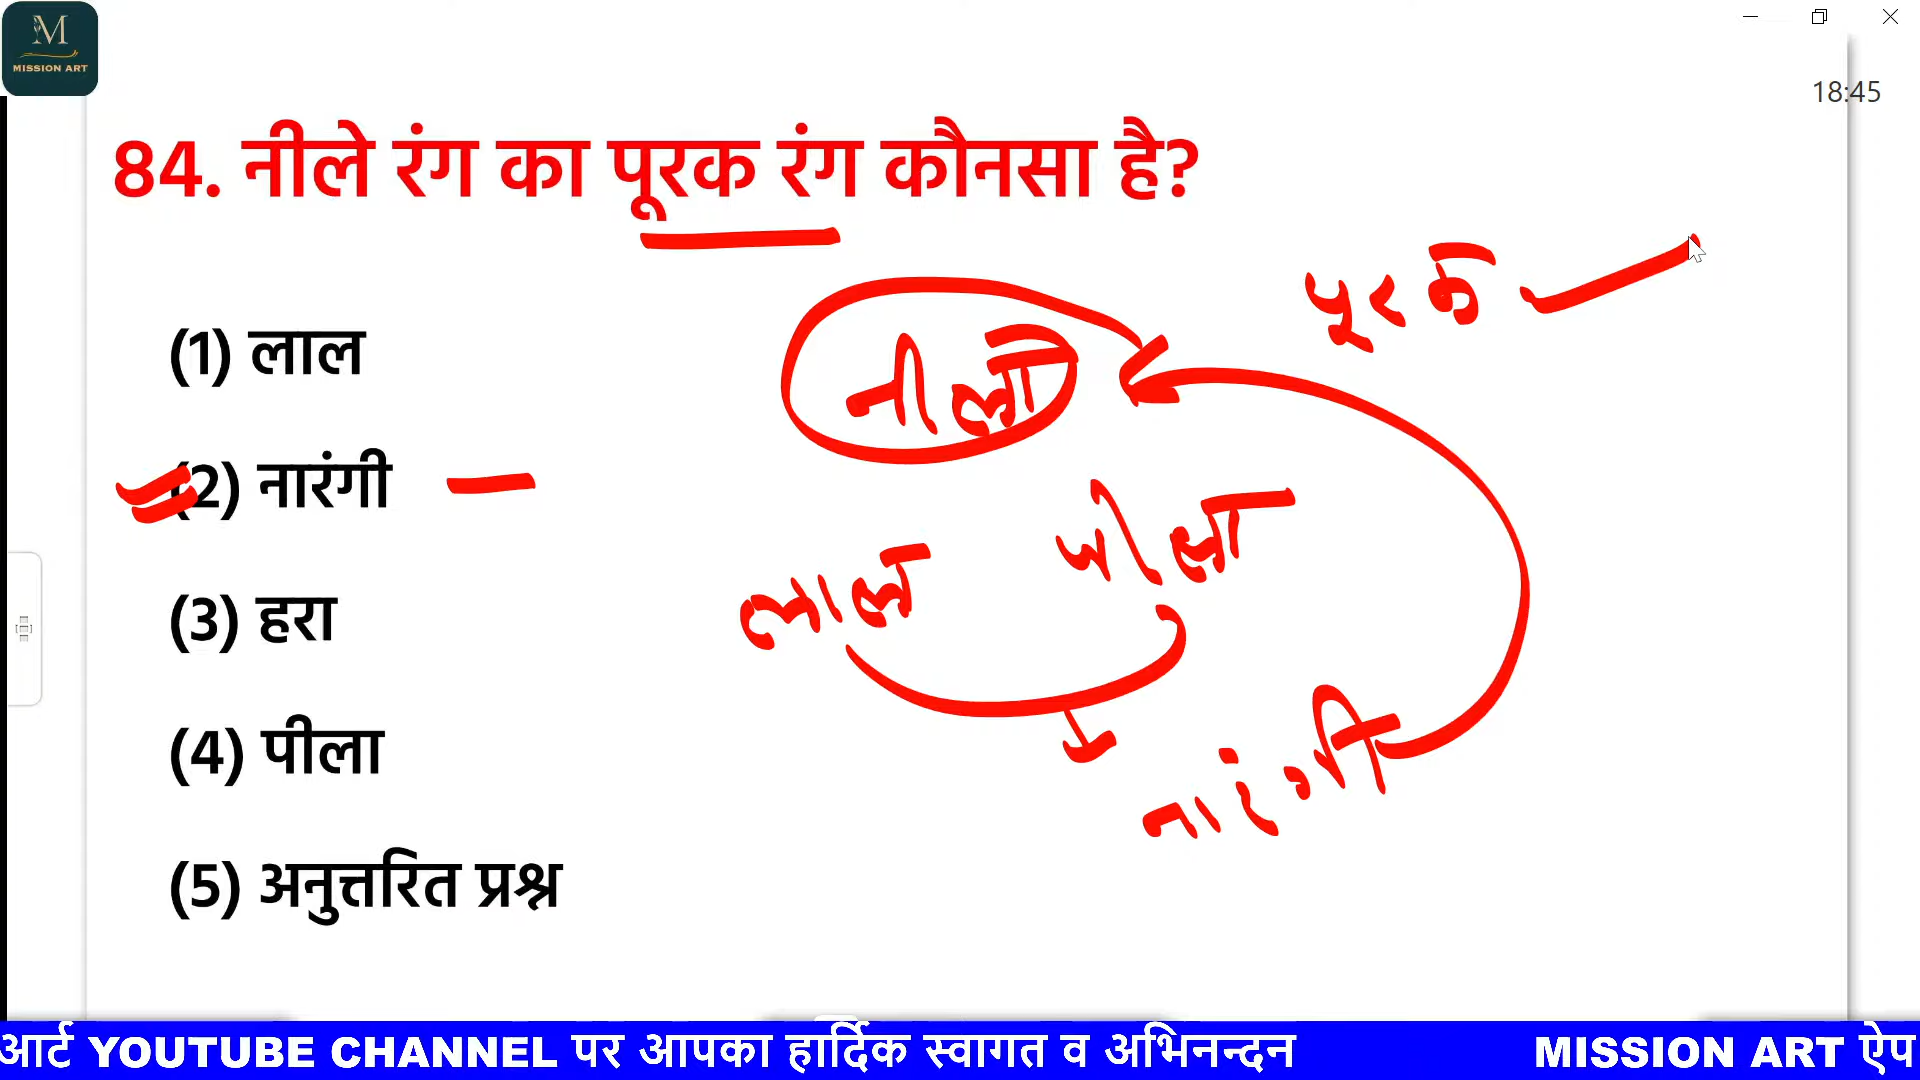 M
MISSION ART
18:45
84. नीले रंग का पूरक रंग कौनसा है?
पूरक
(1) लाल
नीला
(2) नारंगी
लाल पीला
(3) हरा
(4) पीला
नारंगी
(5) अनुत्तरित प्रश्न
आर्ट YOUTUBE CHANNEL पर आपका हार्दिक स्वागत व अभिनन्दन MISSION ART ऐप